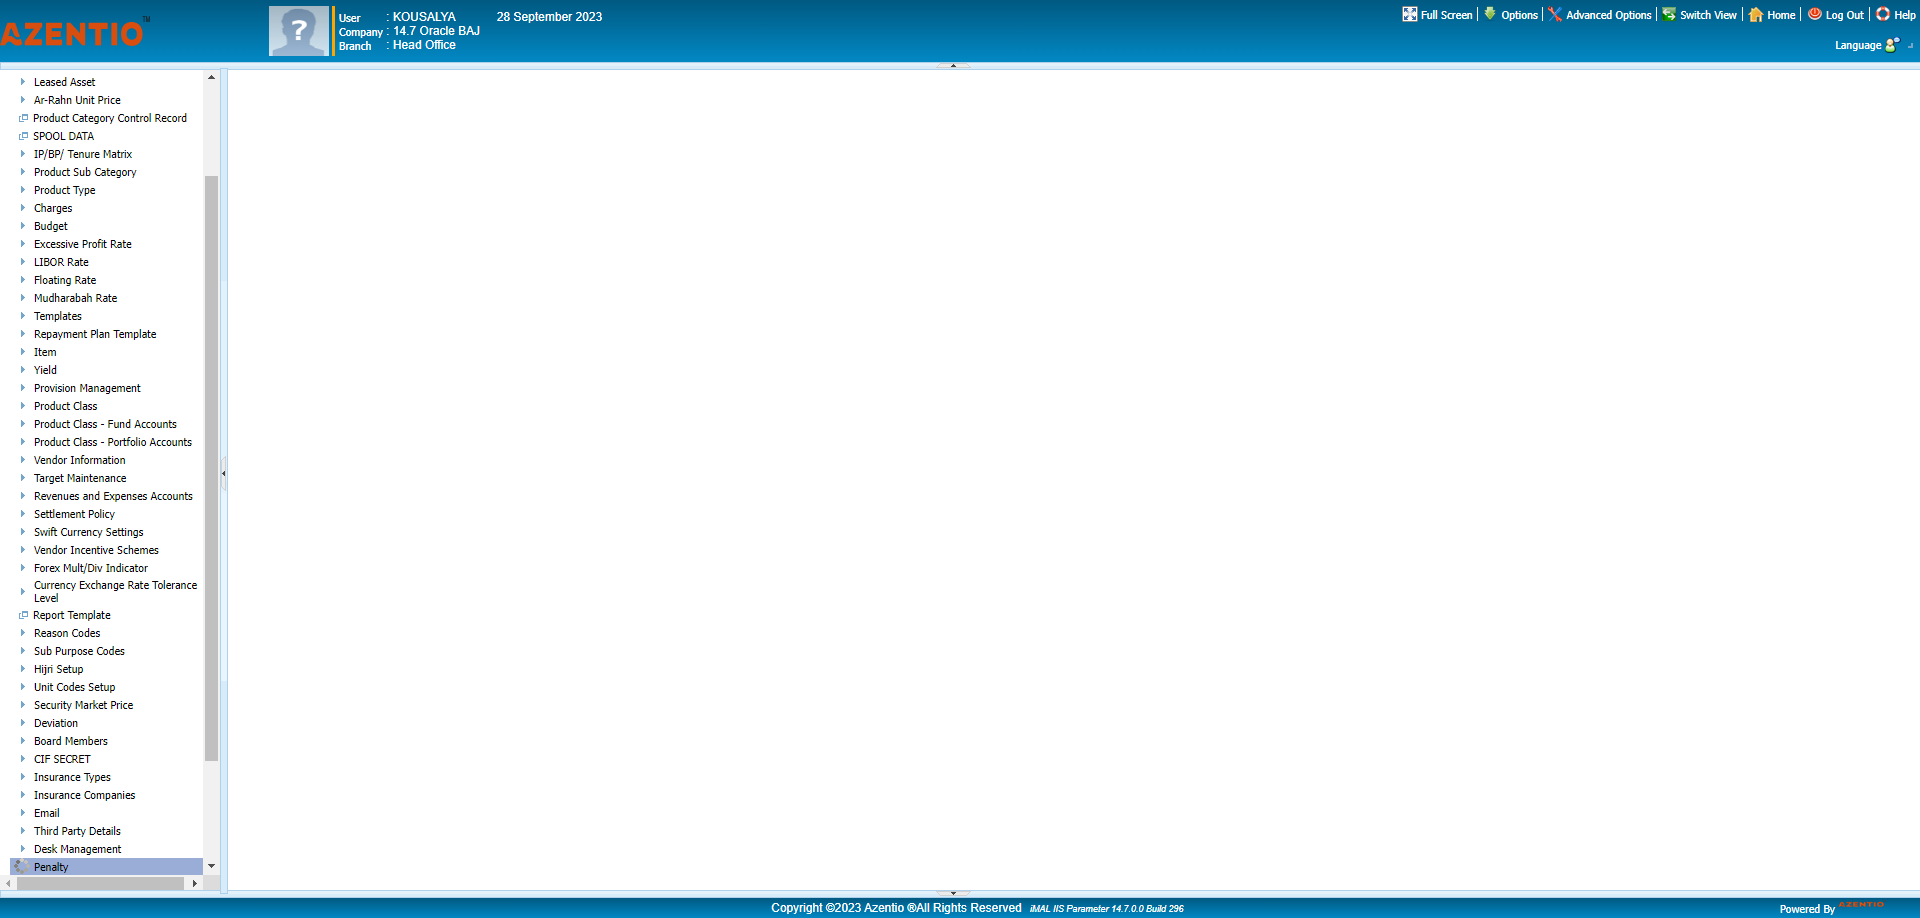 AZENTIO™
User : KOUSALYA 28 September 2023
Company : 14.7 Oracle BAJ
Branch : Head Office
Full Screen Options Advanced Options Switch View Home Log Out Help
Language
Leased Asset
Ar-Rahn Unit Price
Product Category Control Record
SPOOL DATA
IP/BP/ Tenure Matrix
Product Sub Category
Product Type
Charges
Budget
Excessive Profit Rate
LIBOR Rate
Floating Rate
Mudharabah Rate
Templates
Repayment Plan Template
Item
Yield
Provision Management
Product Class
Product Class - Fund Accounts
Product Class - Portfolio Accounts
Vendor Information
Target Maintenance
Revenues and Expenses Accounts
Settlement Policy
Swift Currency Settings
Vendor Incentive Schemes
Forex Mult/Div Indicator
Currency Exchange Rate Tolerance
Level
Report Template
Reason Codes
Sub Purpose Codes
Hijri Setup
Unit Codes Setup
Security Market Price
Deviation
Board Members
CIF SECRET
Insurance Types
Insurance Companies
Email
Third Party Details
Desk Management
Penalty
Copyright ©2023 Azentio ®All Rights Reserved iMAL IIS Parameter 14.7.0.0 Build 296
Powered By AZENTIO